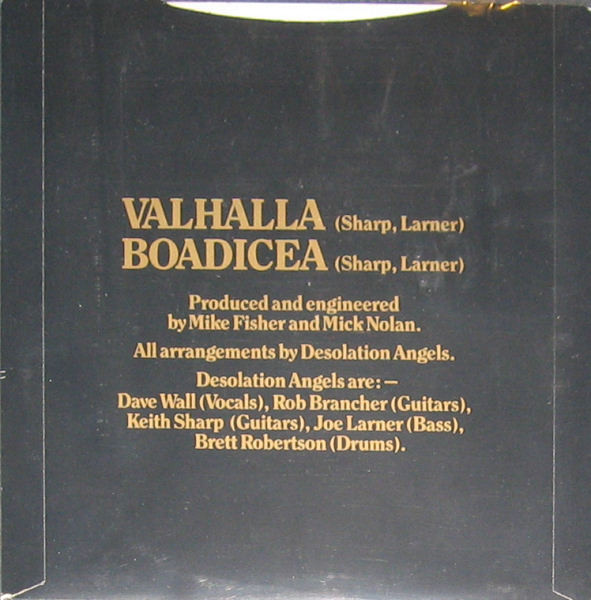 VALHALLA (Sharp, Larner)
BOADICEA (Sharp, Larner)
Produced and engineered
by Mike Fisher and Mick Nolan.
All arrangements by Desolation Angels.
Desolation Angels are: —
Dave Wall (Vocals), Rob Brancher (Guitars),
Keith Sharp (Guitars), Joe Larner (Bass),
Brett Robertson (Drums).